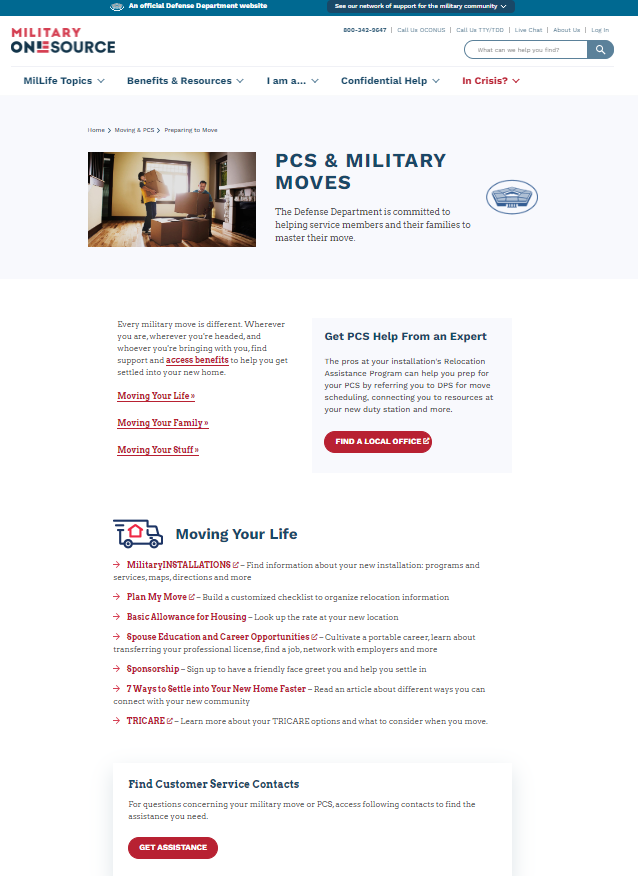 An official Defense Department website
See our network of support for the military community
MILITARY
ONESOURCE
800-342-9647 | Call Us OCONUS | Call Us TTY/TDD | Live Chat | About Us | Log In
What can we help you find?
MilLife Topics
Benefits & Resources
I am a...
Confidential Help
In Crisis?
Home > Moving & PCS > Preparing to Move
PCS & MILITARY
MOVES
The Defense Department is committed to
helping service members and their families to
master their move.
Every military move is different. Wherever
you are, wherever you're headed, and
whoever you're bringing with you, find
support and access benefits to help you get
settled into your new home.
Moving Your Life »
Moving Your Family »
Moving Your Stuff »
Get PCS Help From an Expert
The pros at your installation's Relocation
Assistance Program can help you prep for
your PCS by referring you to DPS for move
scheduling, connecting you to resources at
your new duty station and more.
FIND A LOCAL OFFICE
Moving Your Life
MilitaryINSTALLATIONS – Find information about your new installation: programs and
services, maps, directions and more
Plan My Move – Build a customized checklist to organize relocation information
Basic Allowance for Housing – Look up the rate at your new location
Spouse Education and Career Opportunities – Cultivate a portable career, learn about
transferring your professional license, find a job, network with employers and more
Sponsorship – Sign up to have a friendly face greet you and help you settle in
7 Ways to Settle into Your New Home Faster – Read an article about different ways you can
connect with your new community
TRICARE – Learn more about your TRICARE options and what to consider when you move.
Find Customer Service Contacts
For questions concerning your military move or PCS, access following contacts to find the
assistance you need.
GET ASSISTANCE